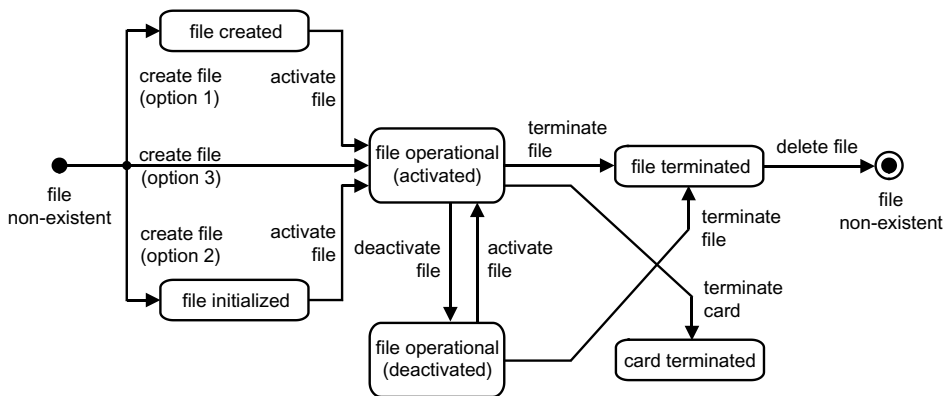 file created
create file
(option 1)
activate
file
file
non-existent
create file
(option 3)
file operational
(activated)
terminate
file
file terminated
delete file
file
non-existent
create file
(option 2)
activate
file
file initialized
deactivate
file
activate
file
terminate
file
terminate
card
file operational
(deactivated)
card terminated